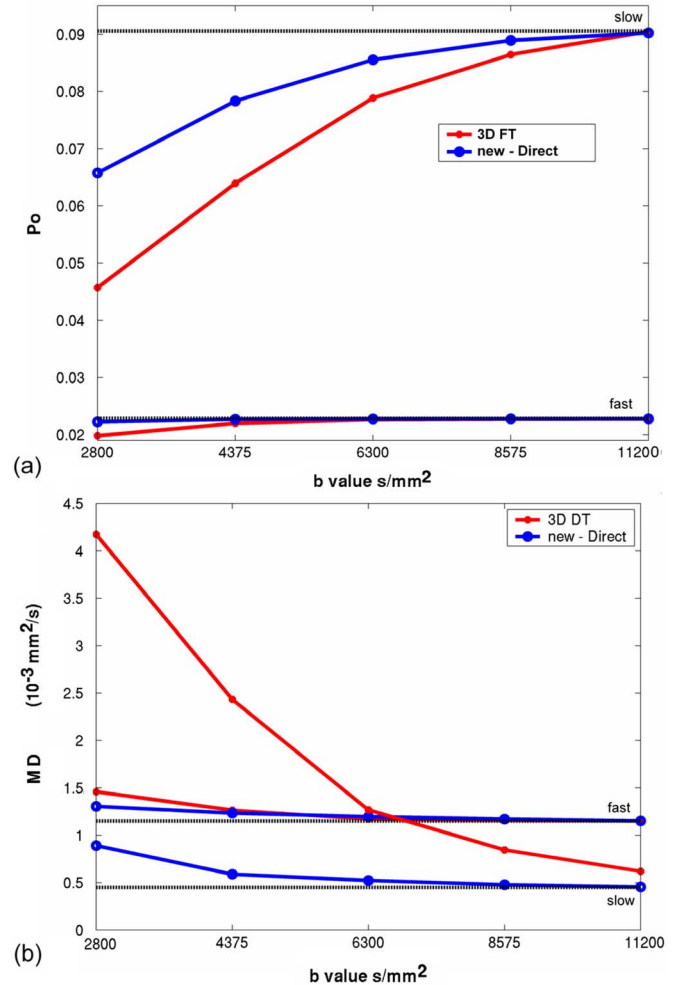 slow
0.09
0.08
3D FT
new - Direct
0.07
Po
0.06
0.05
0.04
0.03
fast
0.02
2800 4375 6300 8575 11200
(a)
b value s/mm2
4.5
3D DT
new - Direct
4
3.5
MD (10-3 mm2/s)
3
2.5
2
1.5
fast
1
0.5
slow
0
2800 4375 6300 8575 11200
(b)
b value s/mm2